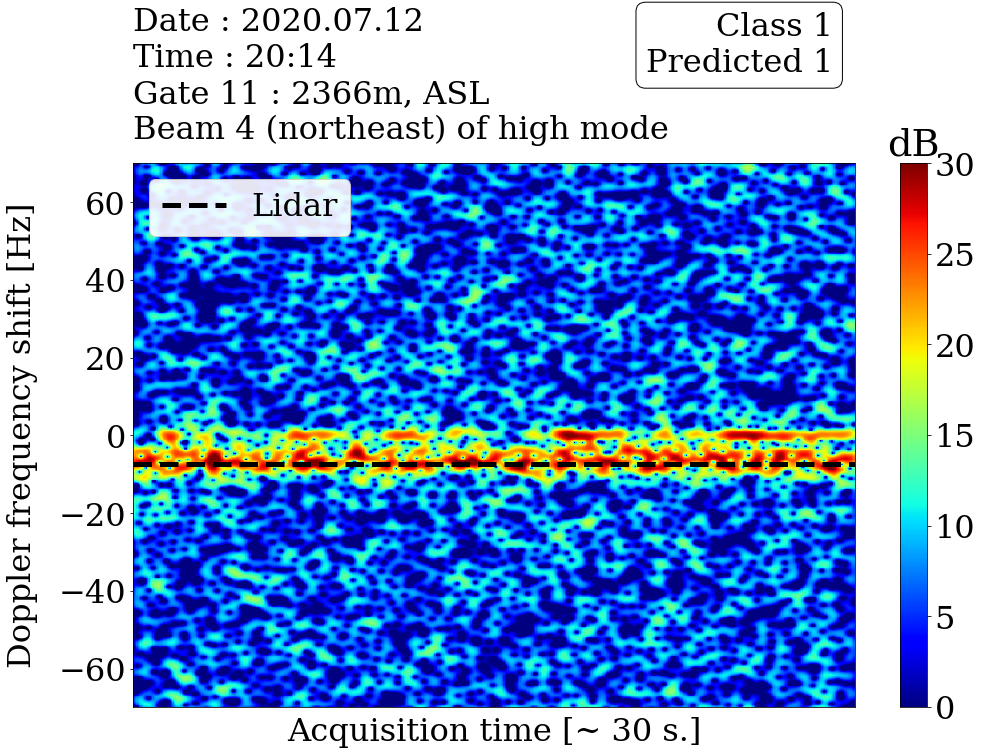 Date : 2020.07.12
Time : 20:14
Gate 11 : 2366m, ASL
Beam 4 (northeast) of high mode
Class 1
Predicted 1
dB
Lidar
Doppler frequency shift [Hz]
60
40
20
0
−20
−40
−60
30
25
20
15
10
5
0
Acquisition time [~ 30 s.]